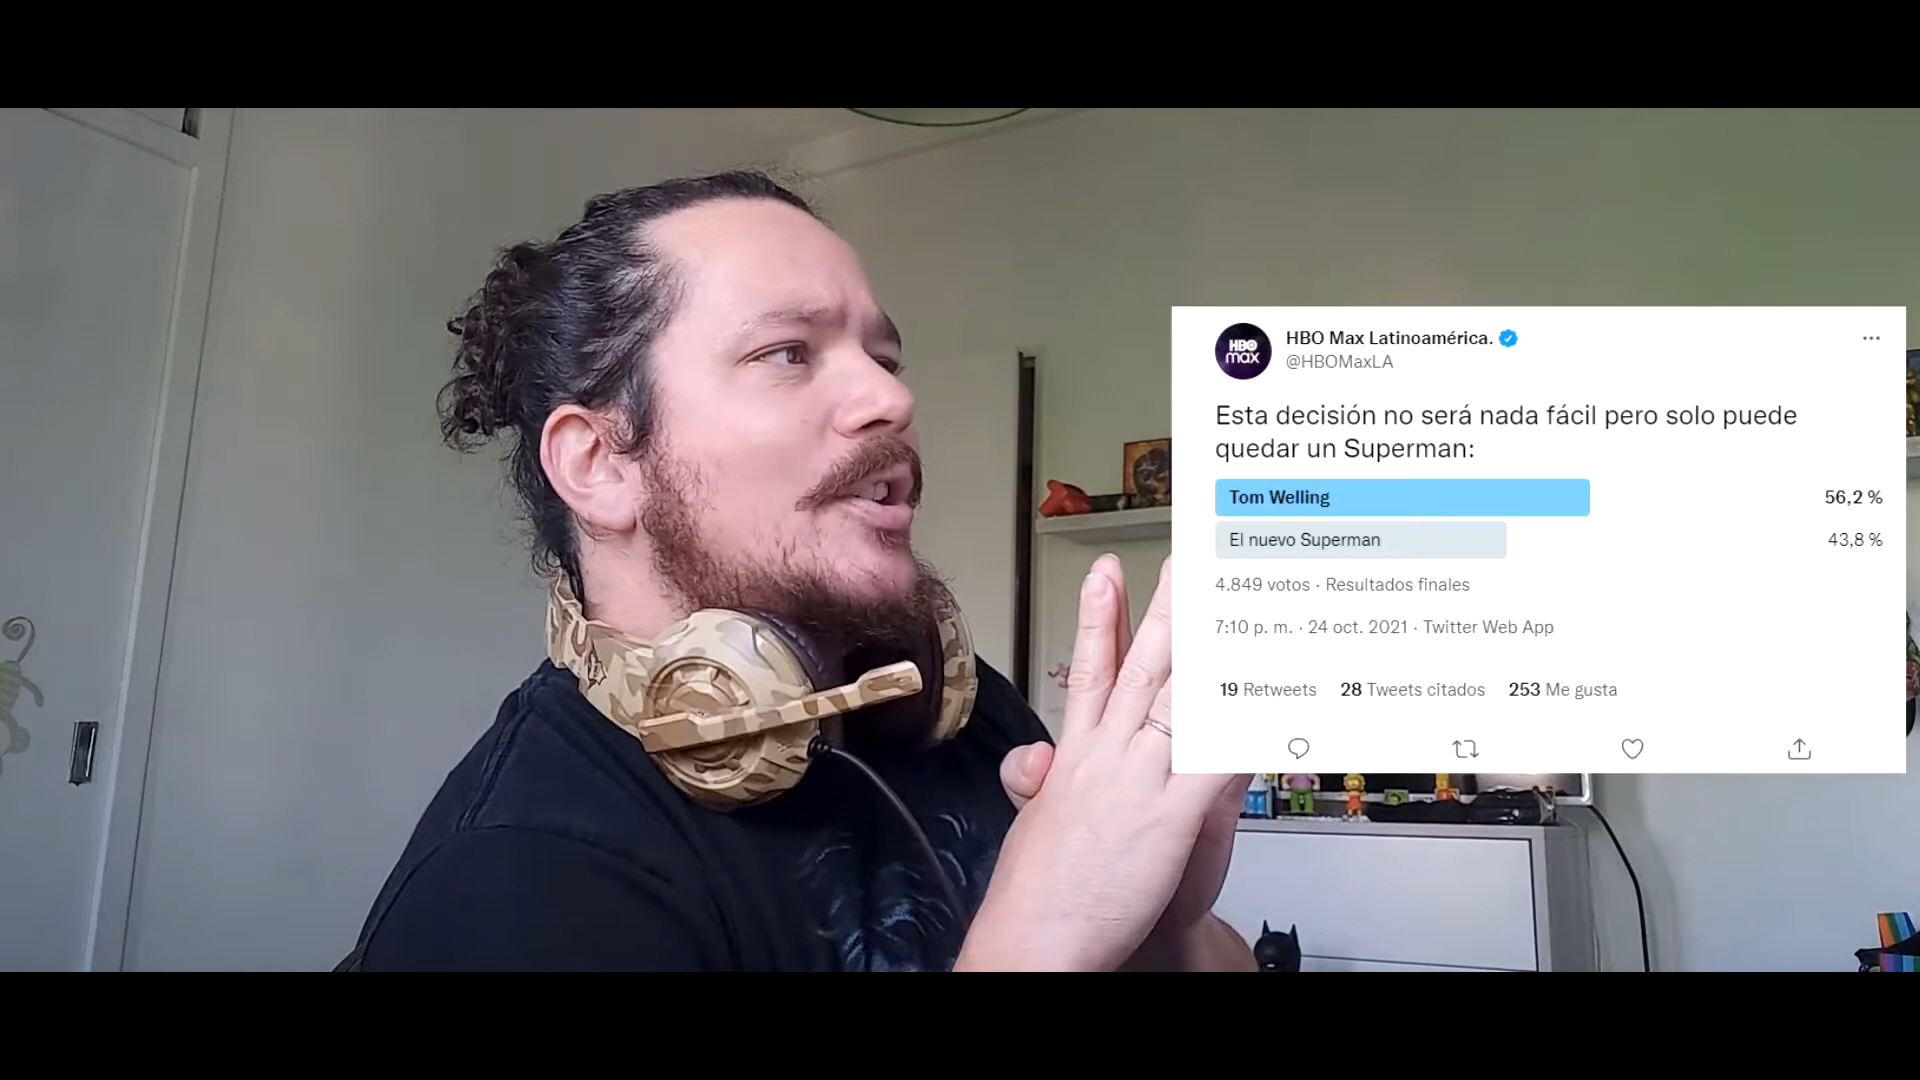 HBO max
HBO Max Latinoamérica.
@HBOMaxLA
Esta decisión no será nada fácil pero solo puede
quedar un Superman:
Tom Welling 56,2 %
El nuevo Superman 43,8 %
4.849 votos · Resultados finales
7:10 p. m. · 24 oct. 2021 · Twitter Web App
19 Retweets 28 Tweets citados 253 Me gusta